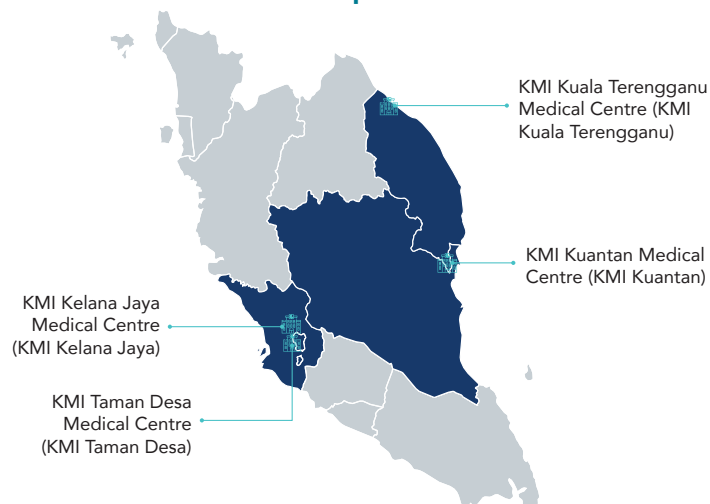 KMI Kuala Terengganu
Medical Centre (KMI
Kuala Terengganu)
KMI Kuantan Medical
Centre (KMI Kuantan)
KMI Kelana Jaya
Medical Centre
(KMI Kelana Jaya)
KMI Taman Desa
Medical Centre
(KMI Taman Desa)